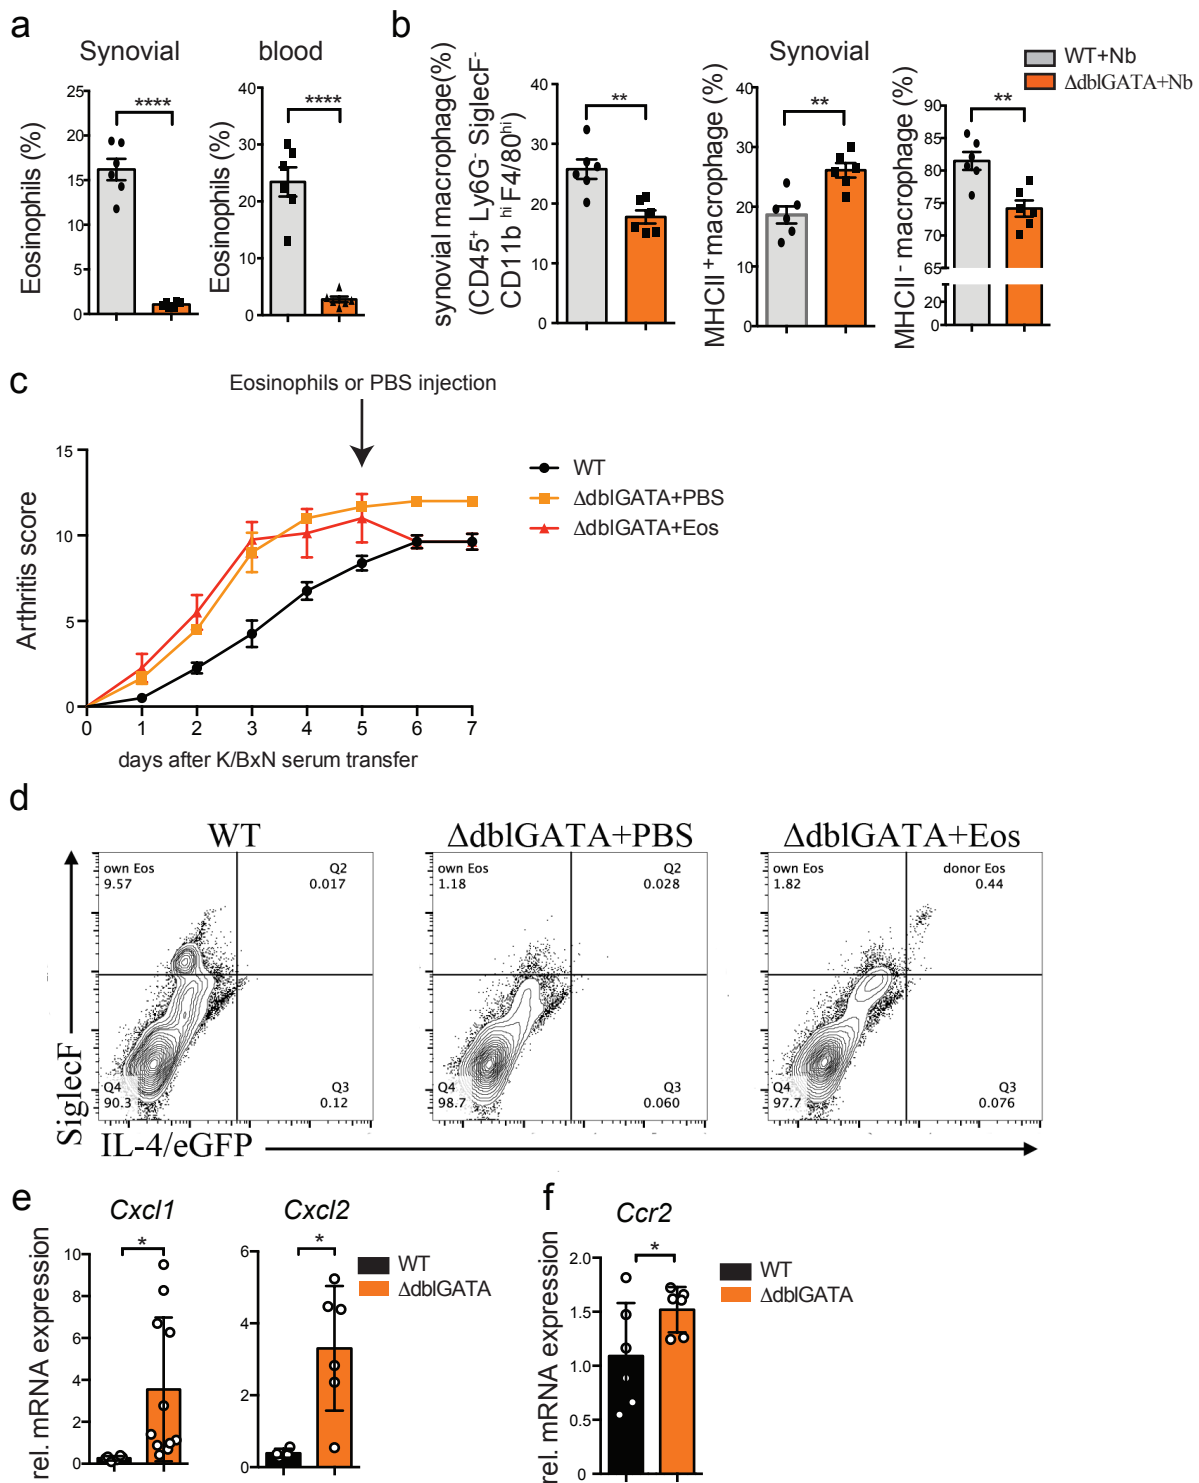 a
Synovial
blood
Eosinophils (%)
25
20
15
10
5
0
****
Eosinophils (%)
40
30
20
10
0
****
b
Synovial
WT+Nb
ΔdblGATA+Nb
synovial macrophage(%)
(CD45+ Ly6G- SiglecF-
CD11b hi F4/80hi)
40
30
20
10
0
**
MHCII+macrophage (%)
40
30
20
10
0
**
MHCII- macrophage (%)
90
85
80
75
70
65
20
0
**
c
Eosinophils or PBS injection
Arthritis score
15
10
5
0
0 1 2 3 4 5 6 7
days after K/BxN serum transfer
WT
ΔdblGATA+PBS
ΔdblGATA+Eos
d
WT
ΔdblGATA+PBS
ΔdblGATA+Eos
own Eos
9.57
Q2
0.017
Q4
90.3
Q3
0.12
own Eos
1.18
Q2
0.028
Q4
98.7
Q3
0.060
own Eos
1.82
donor Eos
0.44
Q4
97.7
Q3
0.076
SiglecF
IL-4/eGFP
e
Cxcl1
rel. mRNA expression
10
8
6
4
2
0
*
Cxcl2
6
4
2
0
*
WT
ΔdblGATA
f
Ccr2
rel. mRNA expression
2.0
1.5
1.0
0.5
0
*
WT
ΔdblGATA